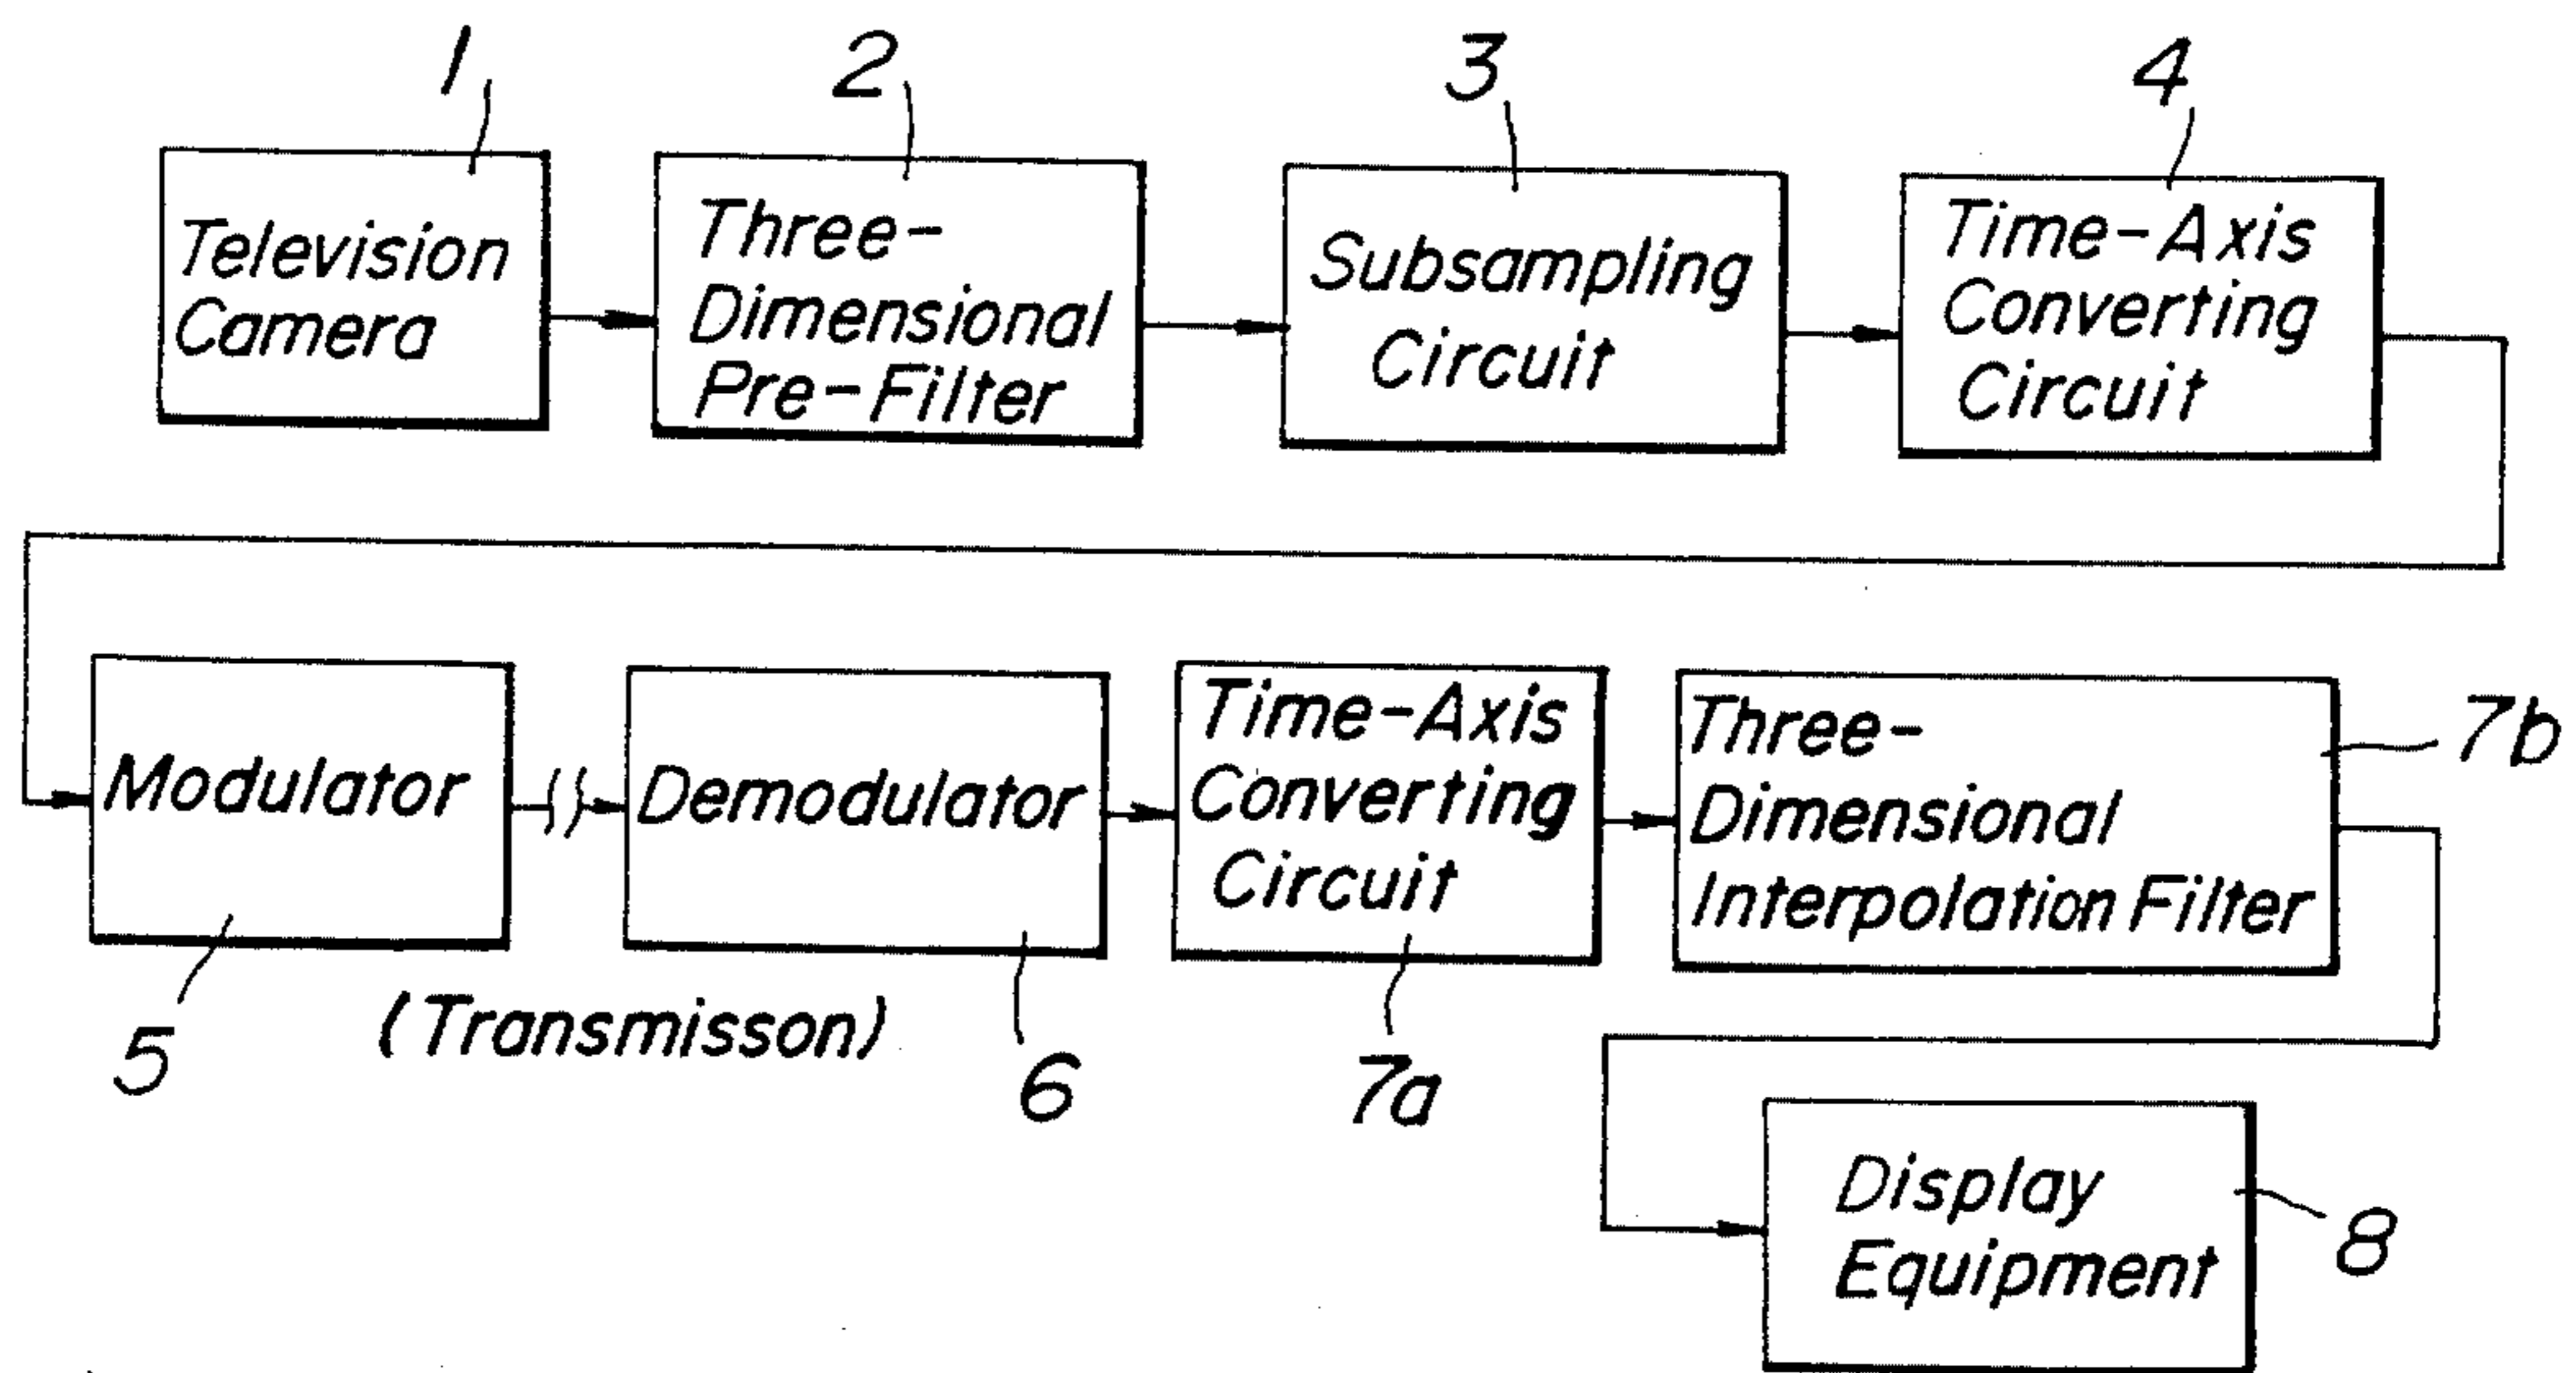 1
2
3
4
Television
Camera
Three-
Dimensional
Pre-Filter
Subsampling
Circuit
Time-Axis
Converting
Circuit
Modulator
Demodulator
Time-Axis
Converting
Circuit
Three-
Dimensional
Interpolation Filter
7b
5
(Transmisson)
6
7a
Display
Equipment
8